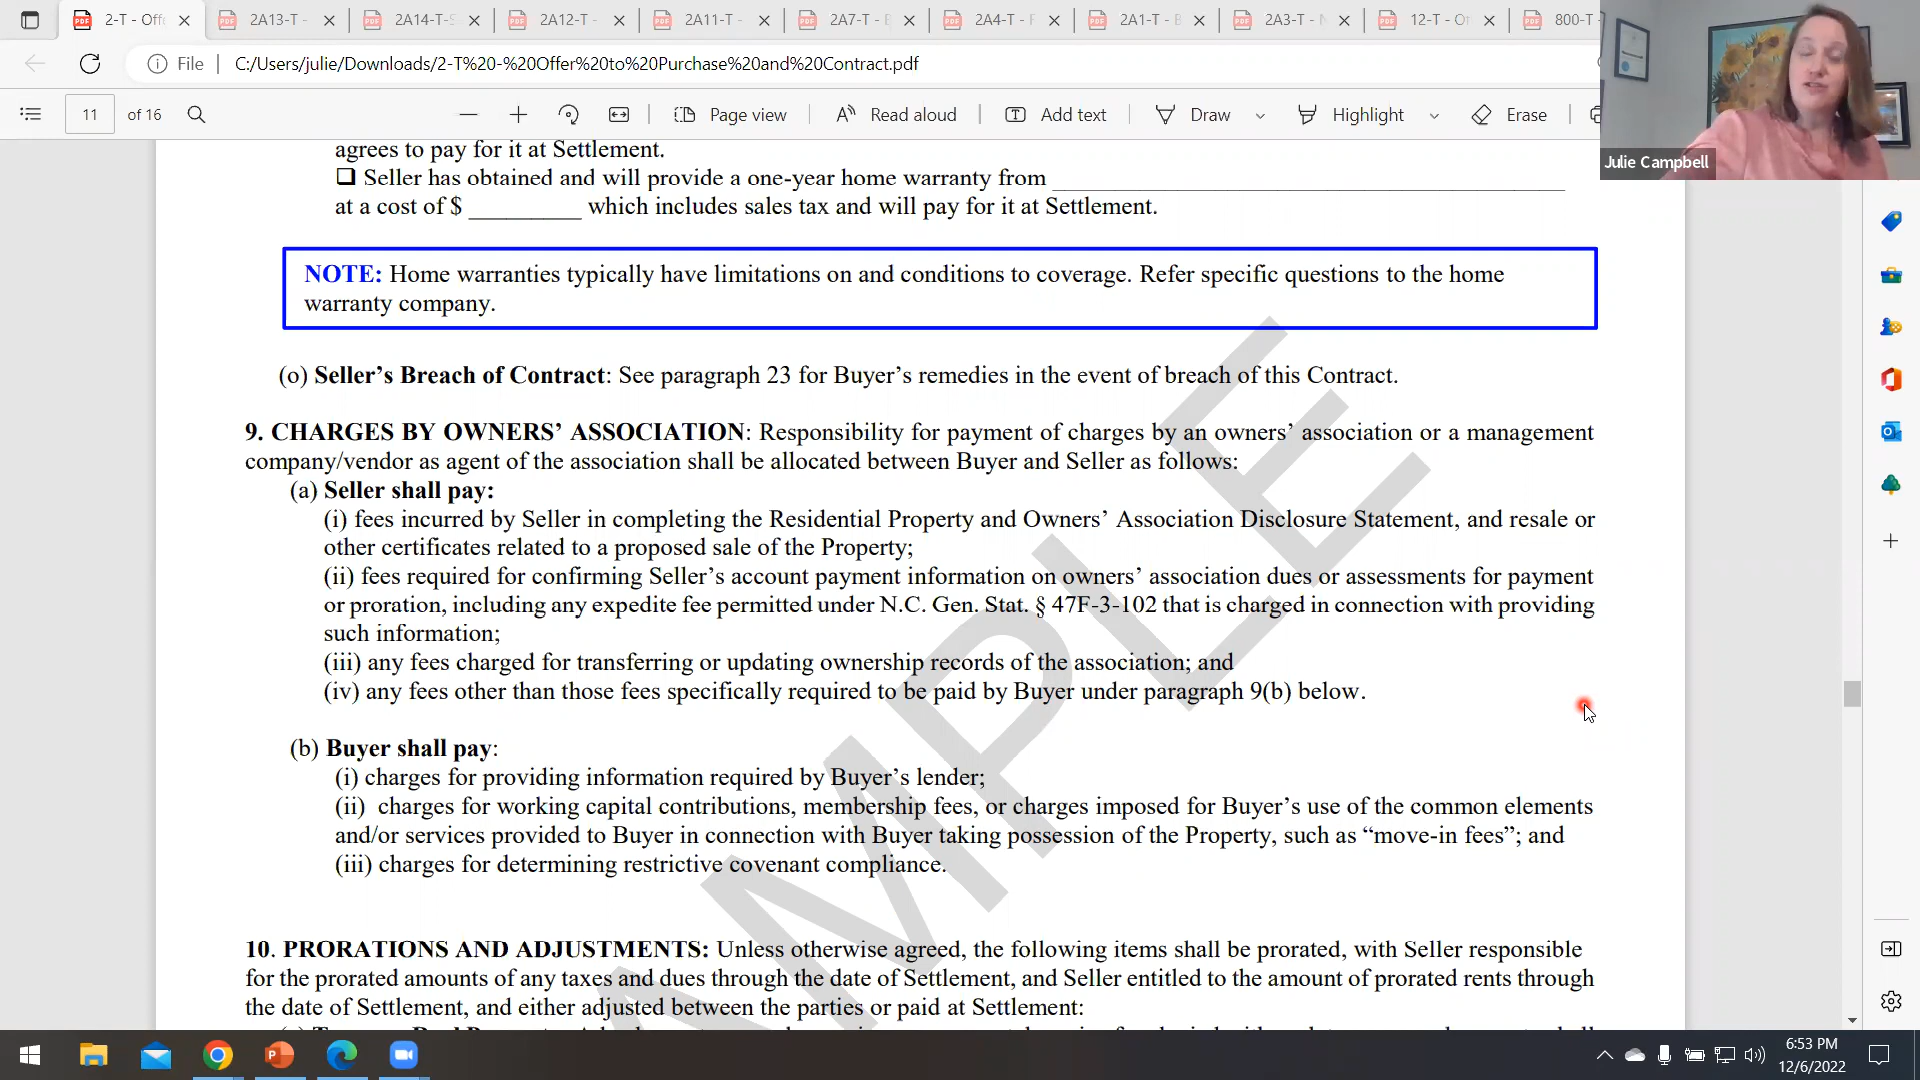 2-T - Off
2A13-T -
2A14-T-S
2A12-T -
2A11-T -
2A7-T - B
2A4-T - F
2A1-T - B
2A3-T - N
12-T - Of
800-T -
File
C:/Users/julie/Downloads/2-T%20-%20Offer%20to%20Purchase%20and%20Contract.pdf
11 of 16
Page view
Read aloud
Add text
Draw
Highlight
Erase
Julie Campbell
agrees to pay for it at Settlement.
Seller has obtained and will provide a one-year home warranty from
at a cost of $ _________ which includes sales tax and will pay for it at Settlement.
NOTE: Home warranties typically have limitations on and conditions to coverage. Refer specific questions to the home
warranty company.
(o) Seller’s Breach of Contract: See paragraph 23 for Buyer’s remedies in the event of breach of this Contract.
9. CHARGES BY OWNERS’ ASSOCIATION: Responsibility for payment of charges by an owners’ association or a management
company/vendor as agent of the association shall be allocated between Buyer and Seller as follows:
(a) Seller shall pay:
(i) fees incurred by Seller in completing the Residential Property and Owners’ Association Disclosure Statement, and resale or
other certificates related to a proposed sale of the Property;
(ii) fees required for confirming Seller’s account payment information on owners’ association dues or assessments for payment
or proration, including any expedite fee permitted under N.C. Gen. Stat. § 47F-3-102 that is charged in connection with providing
such information;
(iii) any fees charged for transferring or updating ownership records of the association; and
(iv) any fees other than those fees specifically required to be paid by Buyer under paragraph 9(b) below.
(b) Buyer shall pay:
(i) charges for providing information required by Buyer’s lender;
(ii) charges for working capital contributions, membership fees, or charges imposed for Buyer’s use of the common elements
and/or services provided to Buyer in connection with Buyer taking possession of the Property, such as “move-in fees”; and
(iii) charges for determining restrictive covenant compliance.
10. PRORATIONS AND ADJUSTMENTS: Unless otherwise agreed, the following items shall be prorated, with Seller responsible
for the prorated amounts of any taxes and dues through the date of Settlement, and Seller entitled to the amount of prorated rents through
the date of Settlement, and either adjusted between the parties or paid at Settlement:
AMPLE
6:53 PM
12/6/2022